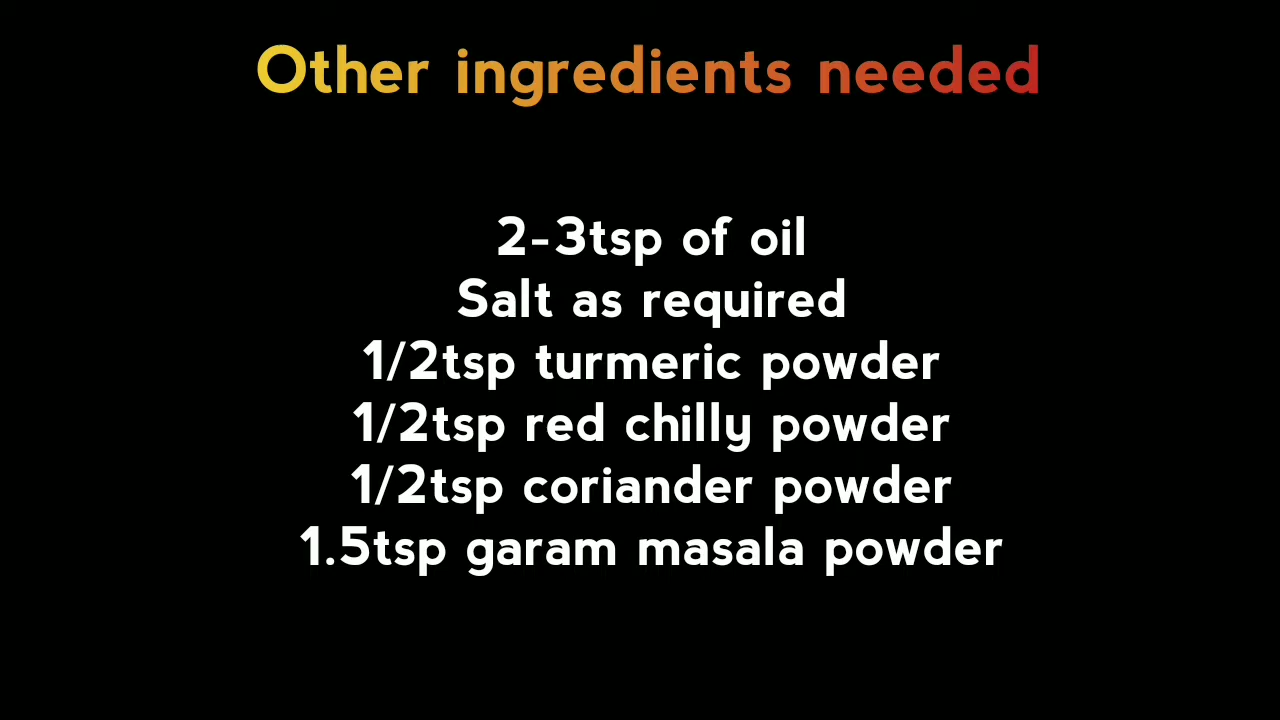 Other ingredients needed
2-3tsp of oil
Salt as required
1/2tsp turmeric powder
1/2tsp red chilly powder
1/2tsp coriander powder
1.5tsp garam masala powder